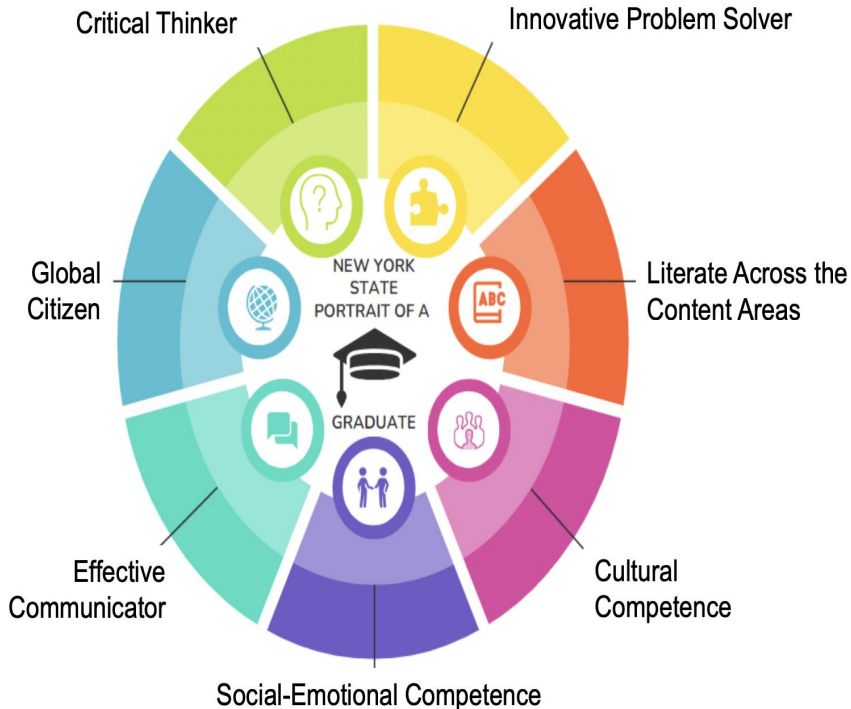 Critical Thinker
Innovative Problem Solver
Global
Citizen
NEW YORK
STATE
PORTRAIT OF A
GRADUATE
ABC
?
Literate Across the
Content Areas
Effective
Communicator
Cultural
Competence
Social-Emotional Competence